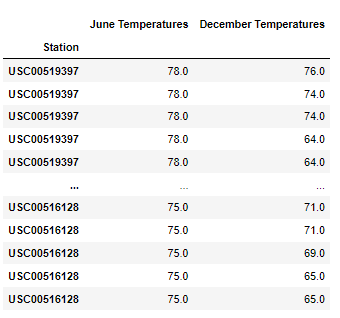 June Temperatures December Temperatures
Station
USC00519397 78.0 76.0
USC00519397 78.0 74.0
USC00519397 78.0 74.0
USC00519397 78.0 64.0
USC00519397 78.0 64.0
... ... ...
USC00516128 75.0 71.0
USC00516128 75.0 71.0
USC00516128 75.0 69.0
USC00516128 75.0 65.0
USC00516128 75.0 65.0